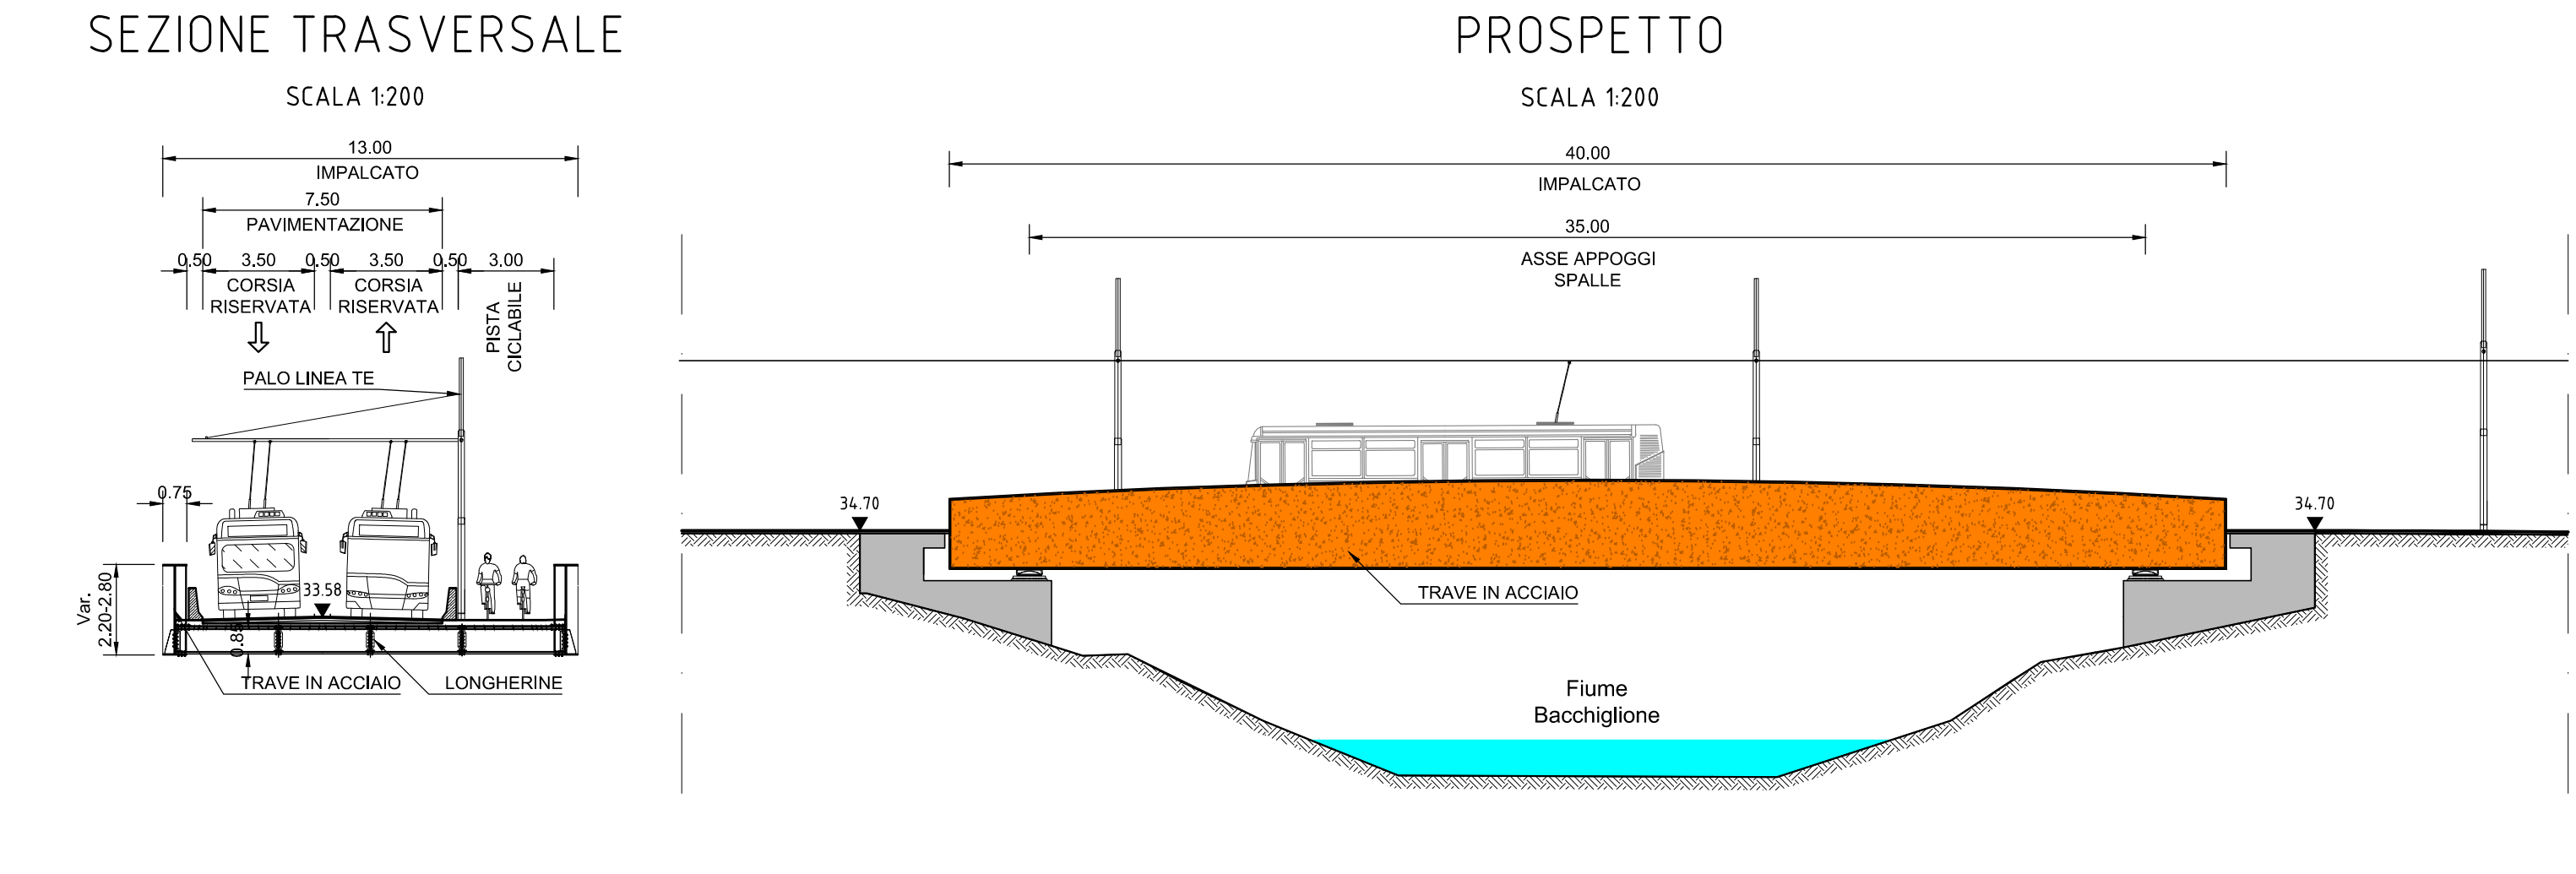 SEZIONE TRASVERSALE
SCALA 1:200
13.00
IMPALCATO
7.50
PAVIMENTAZIONE
0.50 3.50 0.50 3.50 0.50 3.00
CORSIA
RISERVATA
CORSIA
RISERVATA
PISTA
CICLABILE
PALO LINEA TE
0.75
33.58
Var.
2.20-2.80
0.85
TRAVE IN ACCIAIO
LONGHERINE
PROSPETTO
SCALA 1:200
40.00
IMPALCATO
35.00
ASSE APPOGGI
SPALLE
34.70
34.70
TRAVE IN ACCIAIO
Fiume
Bacchiglione